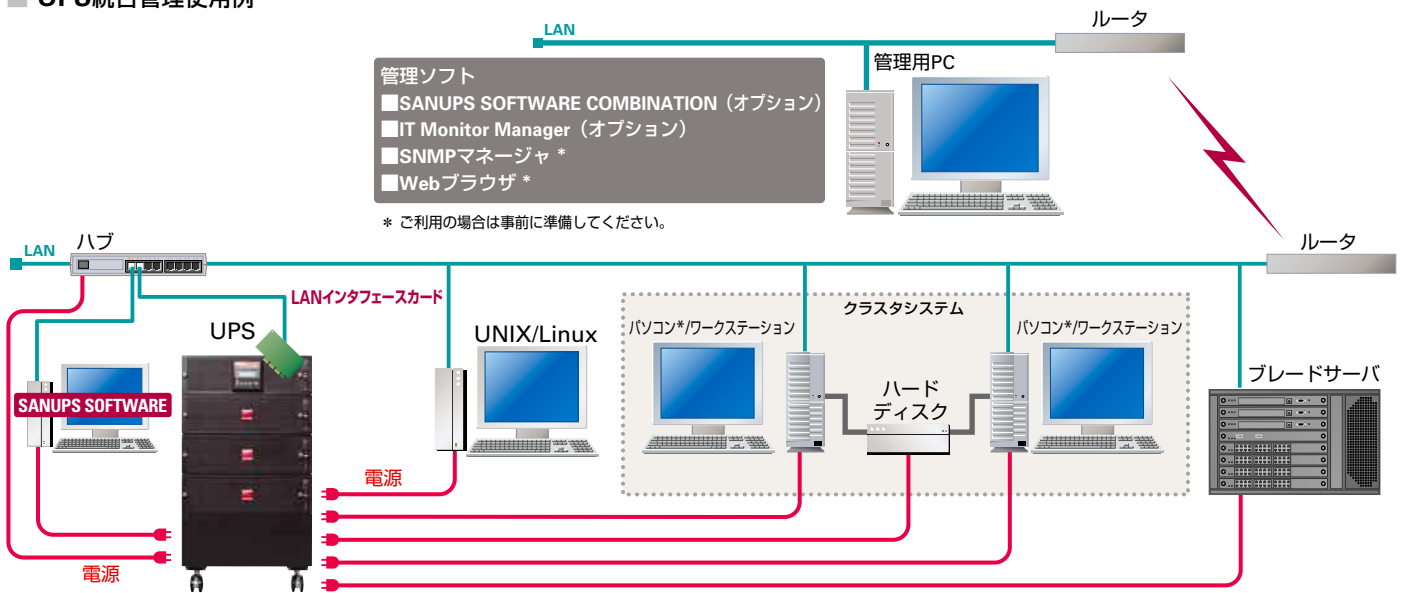 ■ UPS統合管理使用例
LAN
ルータ
管理用PC
管理ソフト
■SANUPS SOFTWARE COMBINATION（オプション）
■IT Monitor Manager（オプション）
■SNMPマネージャ *
■Webブラウザ *
* ご利用の場合は事前に準備してください。
LAN
ハブ
ルータ
LANインタフェースカード
UPS
UNIX/Linux
クラスタシステム
パソコン*/ワークステーション
パソコン*/ワークステーション
ハード
ディスク
ブレードサーバ
SANUPS SOFTWARE
電源
電源